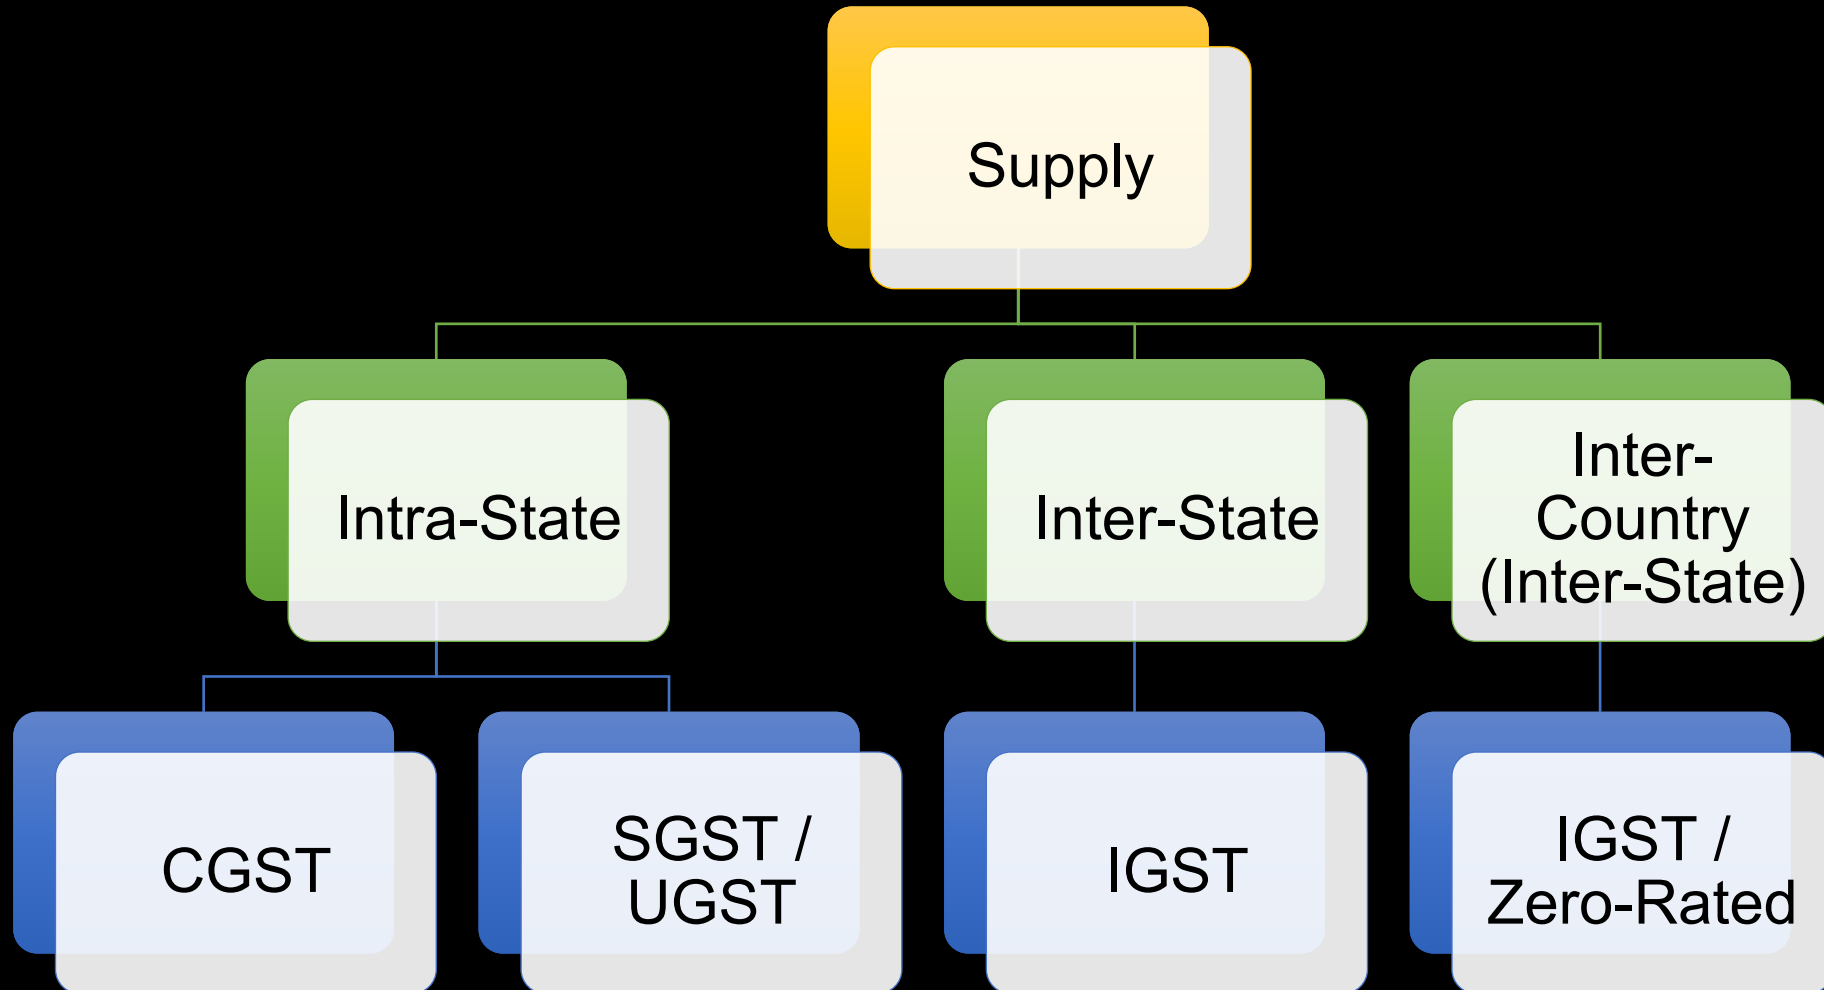 Supply
Intra-State
Inter-State
Inter-
Country
(Inter-State)
CGST
SGST /
UGST
IGST
IGST /
Zero-Rated